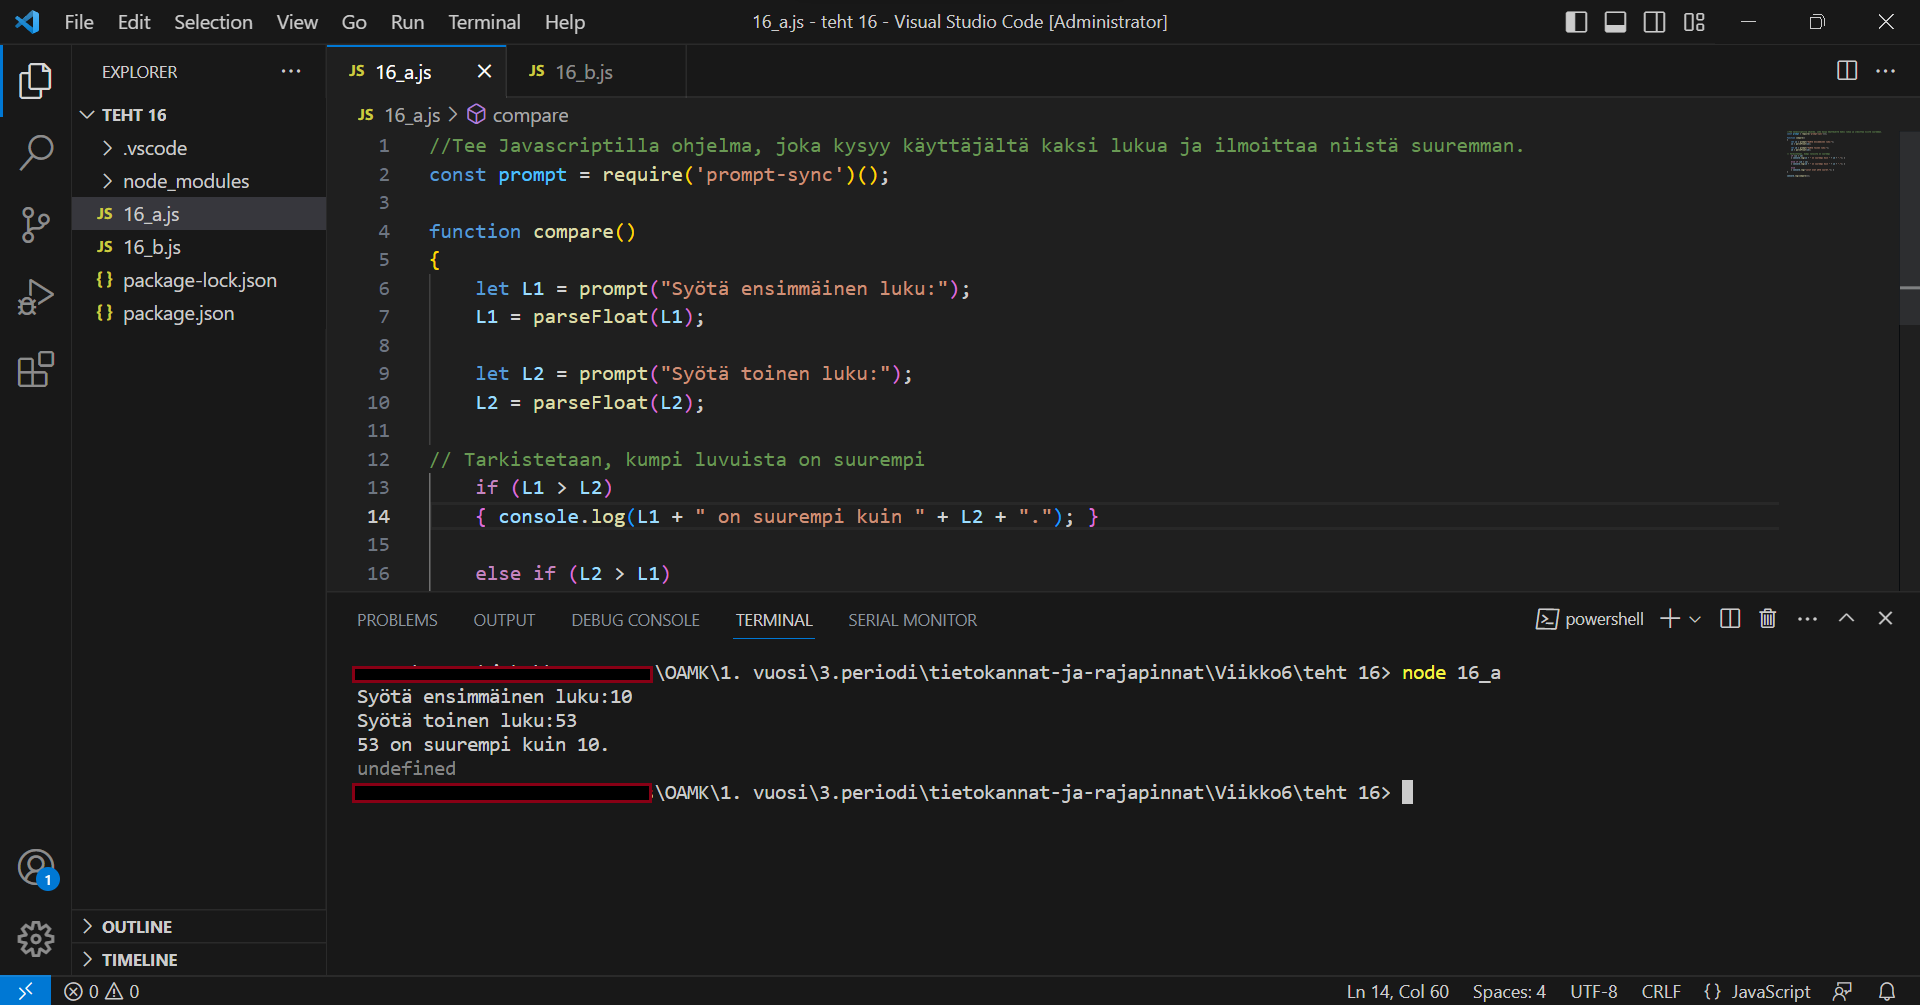 File Edit Selection View Go Run Terminal Help
16_a.js - teht 16 - Visual Studio Code [Administrator]
EXPLORER
TEHT 16
.vscode
node_modules
JS 16_a.js
JS 16_b.js
{} package-lock.json
{} package.json
OUTLINE
TIMELINE
JS 16_a.js
JS 16_b.js
JS 16_a.js > compare
1 //Tee Javascriptilla ohjelma, joka kysyy käyttäjältä kaksi lukua ja ilmoittaa niistä suuremman.
2 const prompt = require('prompt-sync')();
3
4 function compare()
5 {
6 let L1 = prompt("Syötä ensimmäinen luku:");
7 L1 = parseFloat(L1);
8
9 let L2 = prompt("Syötä toinen luku:");
10 L2 = parseFloat(L2);
11
12 // Tarkistetaan, kumpi luvuista on suurempi
13 if (L1 > L2)
14 { console.log(L1 + " on suurempi kuin " + L2 + "."); }
15
16 else if (L2 > L1)
PROBLEMS OUTPUT DEBUG CONSOLE TERMINAL SERIAL MONITOR
powershell
\OAMK\1. vuosi\3.periodi\tietokannat-ja-rajapinnat\Viikko6\teht 16> node 16_a
Syötä ensimmäinen luku:10
Syötä toinen luku:53
53 on suurempi kuin 10.
undefined
\OAMK\1. vuosi\3.periodi\tietokannat-ja-rajapinnat\Viikko6\teht 16>
1
0 0
Ln 14, Col 60 Spaces: 4 UTF-8 CRLF {} JavaScript